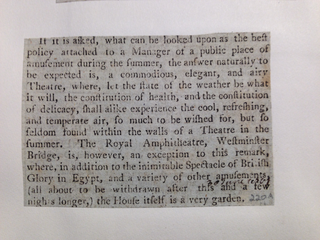 If it is asked, what can be looked upon as the best
policy attached to a Manager of a public place of
amusement during the summer, the answer naturally to
be expected is, a commodious, elegant, and airy
Theatre, where, let the state of the weather be what
it will, the constitution of health, and the constitution
of delicacy, shall alike experience the cool, refreshing,
and temperate air, so much to be wished for, but so
seldom found within the walls of a Theatre in the
summer. The Royal Amphitheatre, Westminster
Bridge, is, however, an exception to this remark,
where, in addition to the inimitable Spectacle of British
Glory in Egypt, and a variety of other amusements,
(all about to be withdrawn after this and a few
nights longer,) the House itself is a very garden.